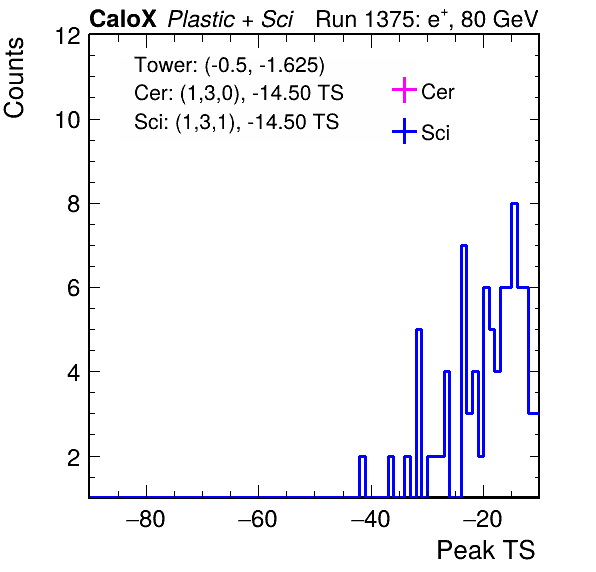 CaloX Plastic + Sci Run 1375: e⁺, 80 GeV
Counts
12
10
8
6
4
2
Tower: (-0.5, -1.625)
Cer: (1,3,0), -14.50 TS
Sci: (1,3,1), -14.50 TS
Cer
Sci
−80 −60 −40 −20
Peak TS